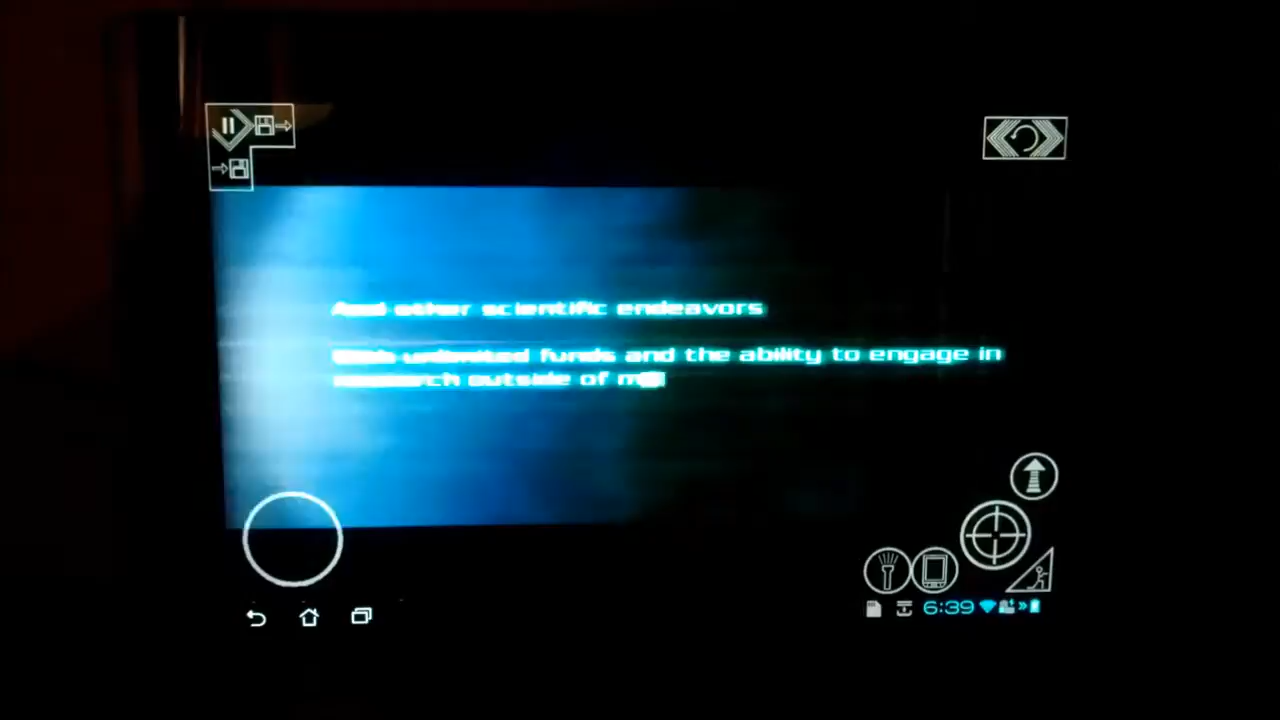 And other scientific endeavors
With unlimited funds and the ability to engage in
research outside of m
6:39